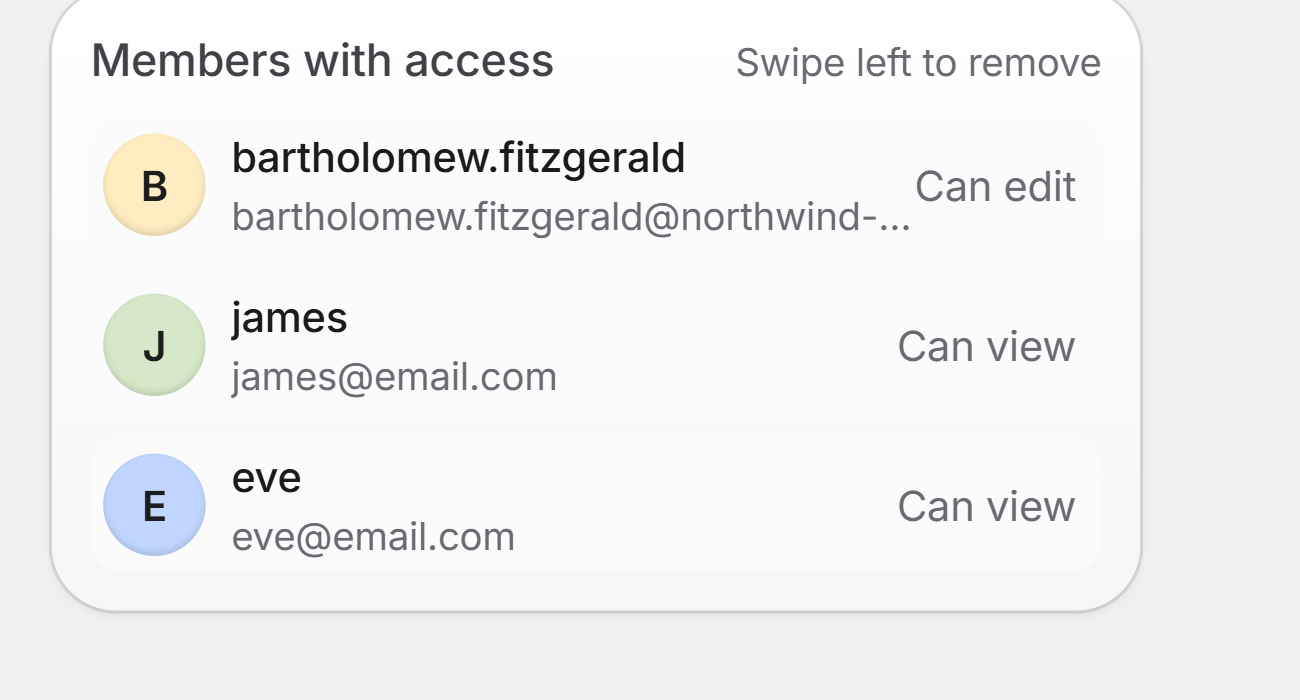 Members with access
Swipe left to remove
B
bartholomew.fitzgerald
bartholomew.fitzgerald@northwind-...
Can edit
J
james
james@email.com
Can view
E
eve
eve@email.com
Can view